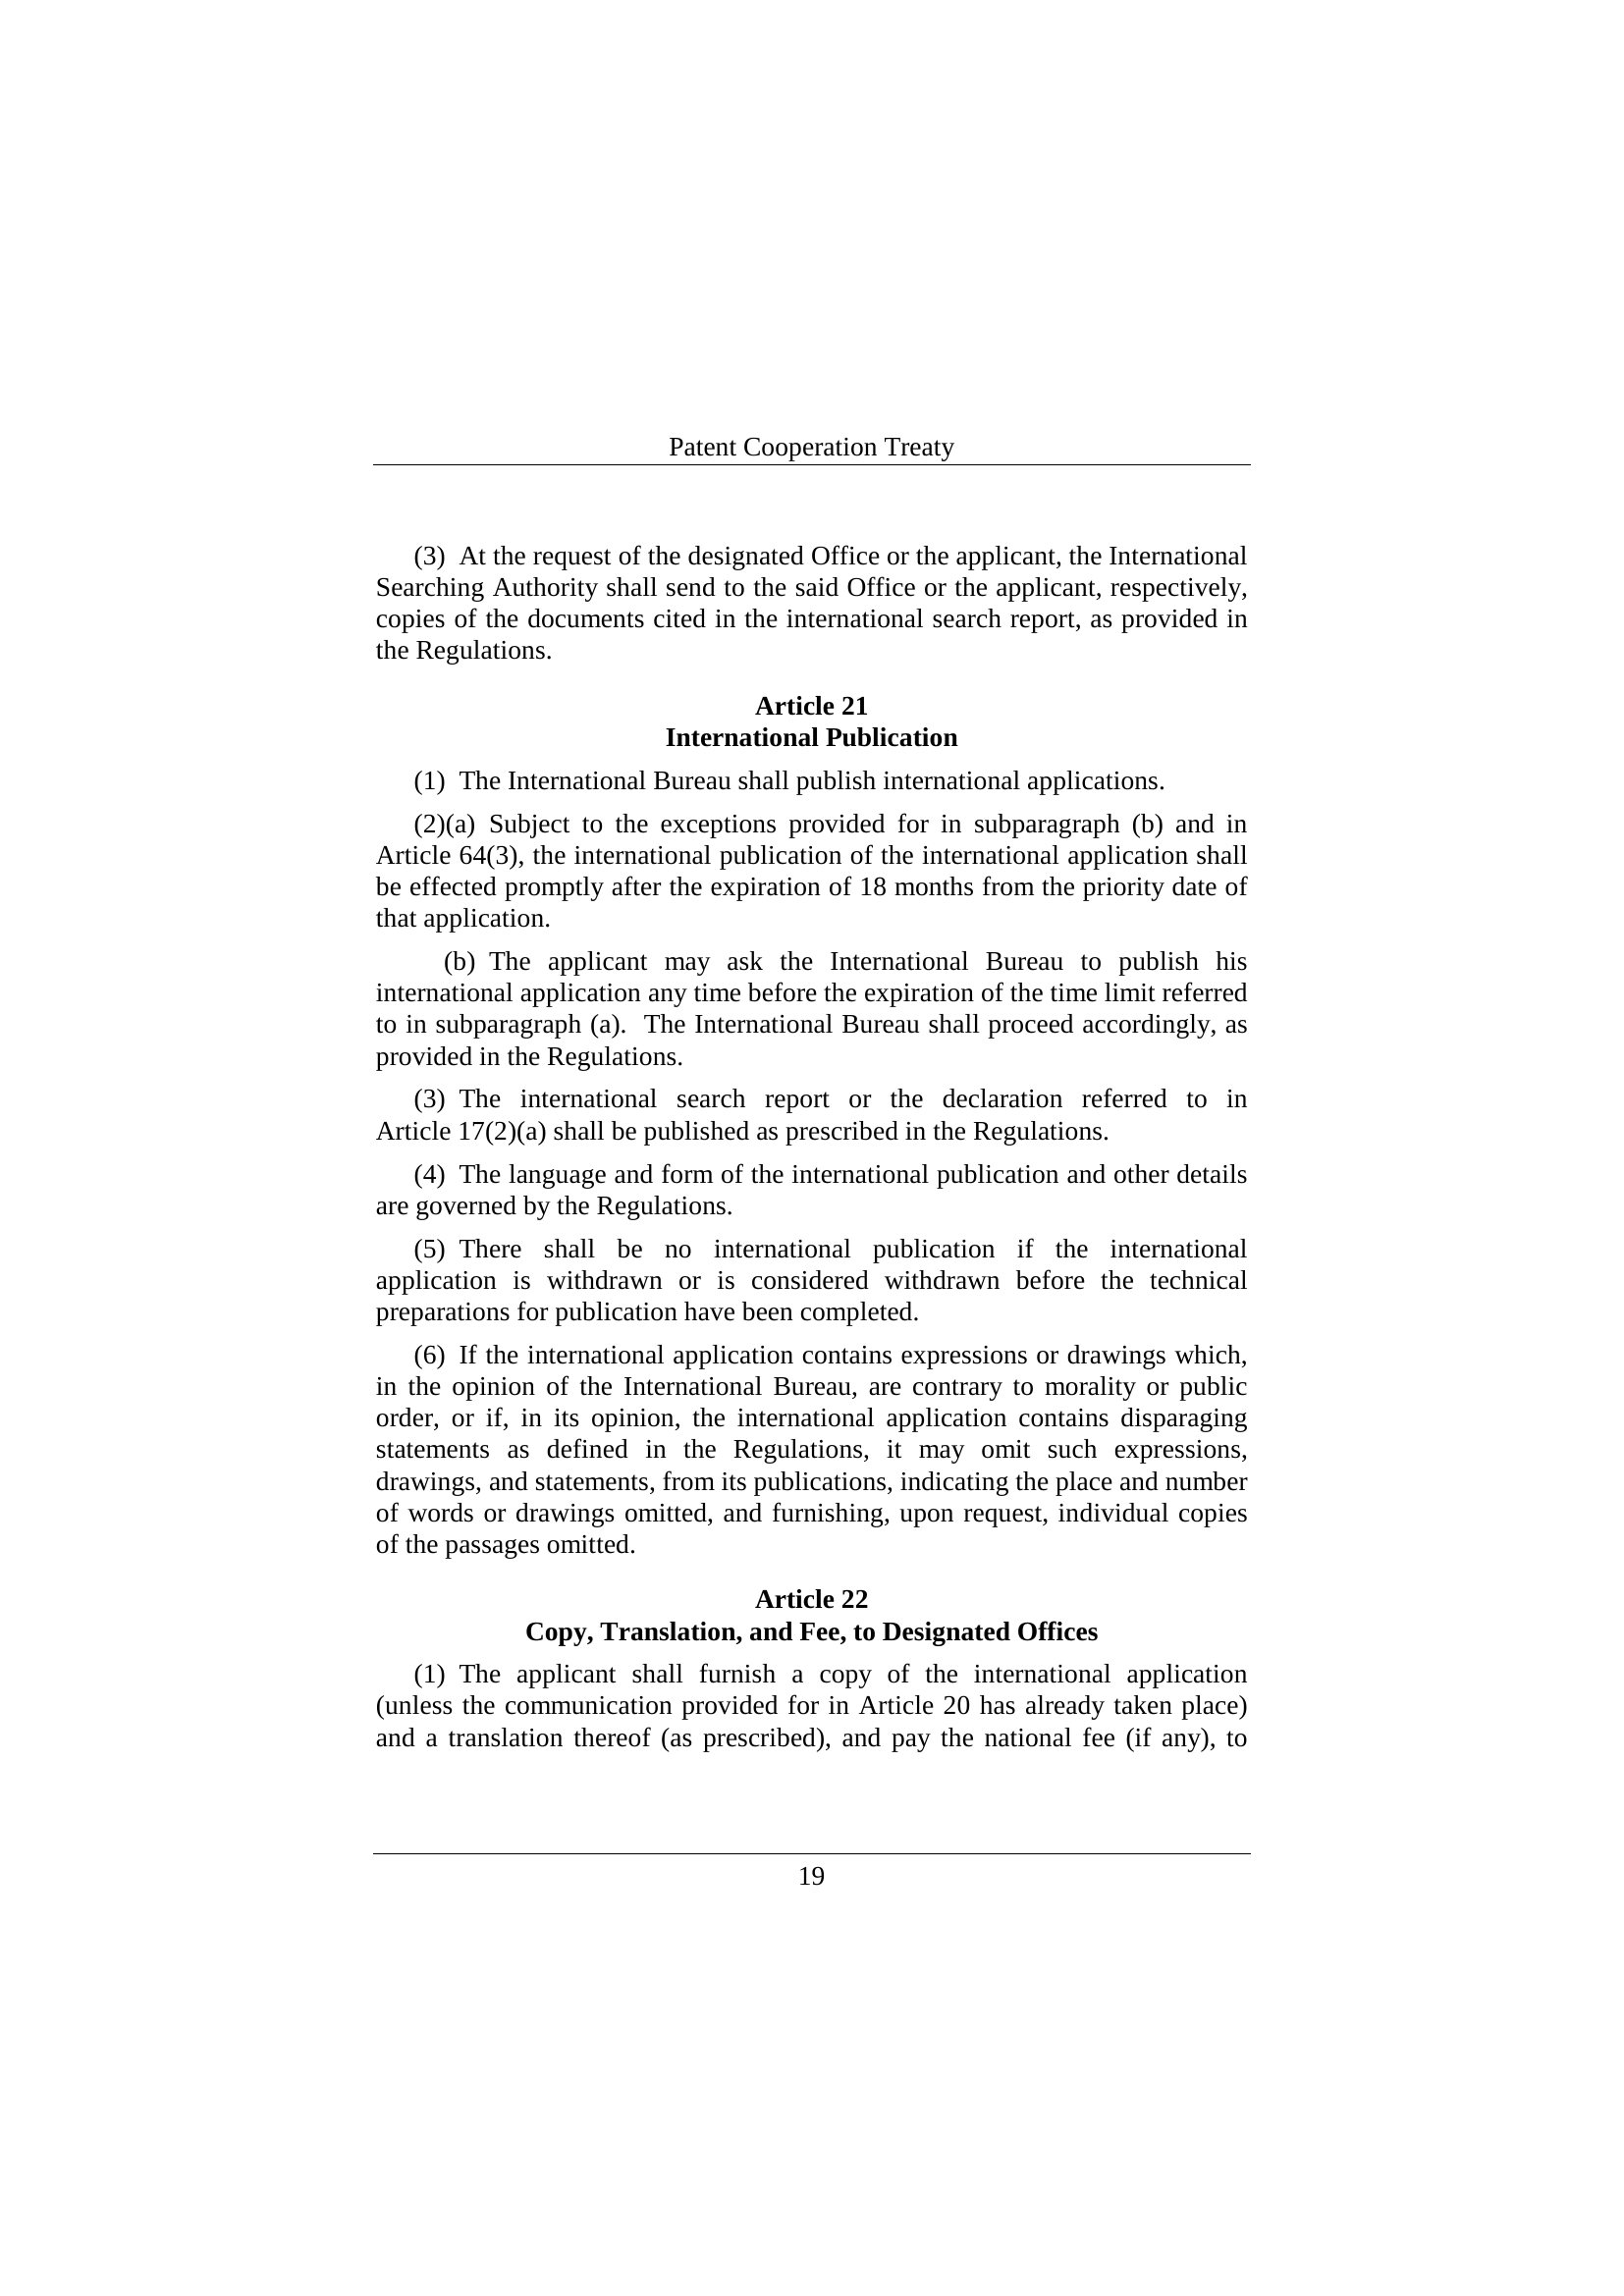 Patent Cooperation Treaty
(3) At the request of the designated Office or the applicant, the International
Searching Authority shall send to the said Office or the applicant, respectively,
copies of the documents cited in the international search report, as provided in
the Regulations.
Article 21
International Publication
(1) The International Bureau shall publish international applications.
(2)(a) Subject to the exceptions provided for in subparagraph (b) and in
Article 64(3), the international publication of the international application shall
be effected promptly after the expiration of 18 months from the priority date of
that application.
(b) The applicant may ask the International Bureau to publish his
international application any time before the expiration of the time limit referred
to in subparagraph (a). The International Bureau shall proceed accordingly, as
provided in the Regulations.
(3) The international search report or the declaration referred to in
Article 17(2)(a) shall be published as prescribed in the Regulations.
(4) The language and form of the international publication and other details
are governed by the Regulations.
(5) There shall be no international publication if the international
application is withdrawn or is considered withdrawn before the technical
preparations for publication have been completed.
(6) If the international application contains expressions or drawings which,
in the opinion of the International Bureau, are contrary to morality or public
order, or if, in its opinion, the international application contains disparaging
statements as defined in the Regulations, it may omit such expressions,
drawings, and statements, from its publications, indicating the place and number
of words or drawings omitted, and furnishing, upon request, individual copies
of the passages omitted.
Article 22
Copy, Translation, and Fee, to Designated Offices
(1) The applicant shall furnish a copy of the international application
(unless the communication provided for in Article 20 has already taken place)
and a translation thereof (as prescribed), and pay the national fee (if any), to
19